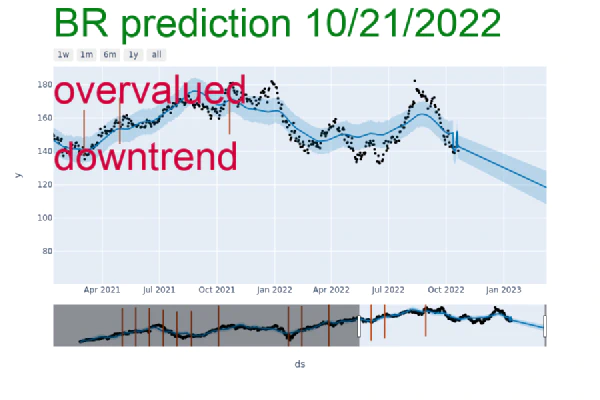 BR prediction 10/21/2022
1w 1m 6m 1y all
overvalued
downtrend
180
160
140
120
100
80
y
Apr 2021 Jul 2021 Oct 2021 Jan 2022 Apr 2022 Jul 2022 Oct 2022 Jan 2023
ds